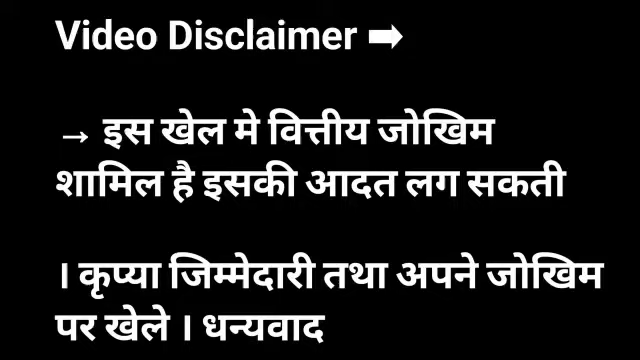 Video Disclaimer ➡
→ इस खेल मे वित्तीय जोखिम
शामिल है इसकी आदत लग सकती
। कृप्या जिम्मेदारी तथा अपने जोखिम
पर खेले । धन्यवाद